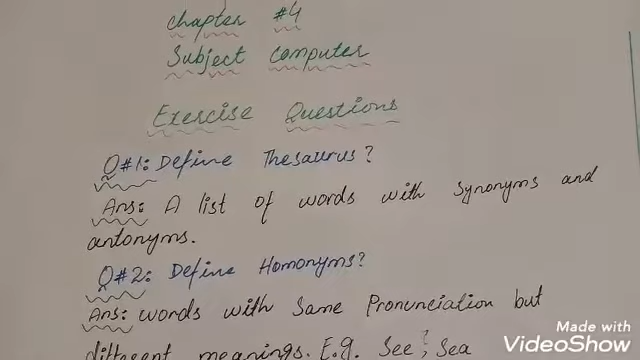 chapter #4
Subject Computer
Exercise Questions
Q#1: Define Thesaurus?
Ans: A list of words with synonyms and
antonyms.
Q#2: Define Homonyms?
Ans: words with Same Pronunciation but
different meanings. E.g. See, Sea
Made with
VideoShow